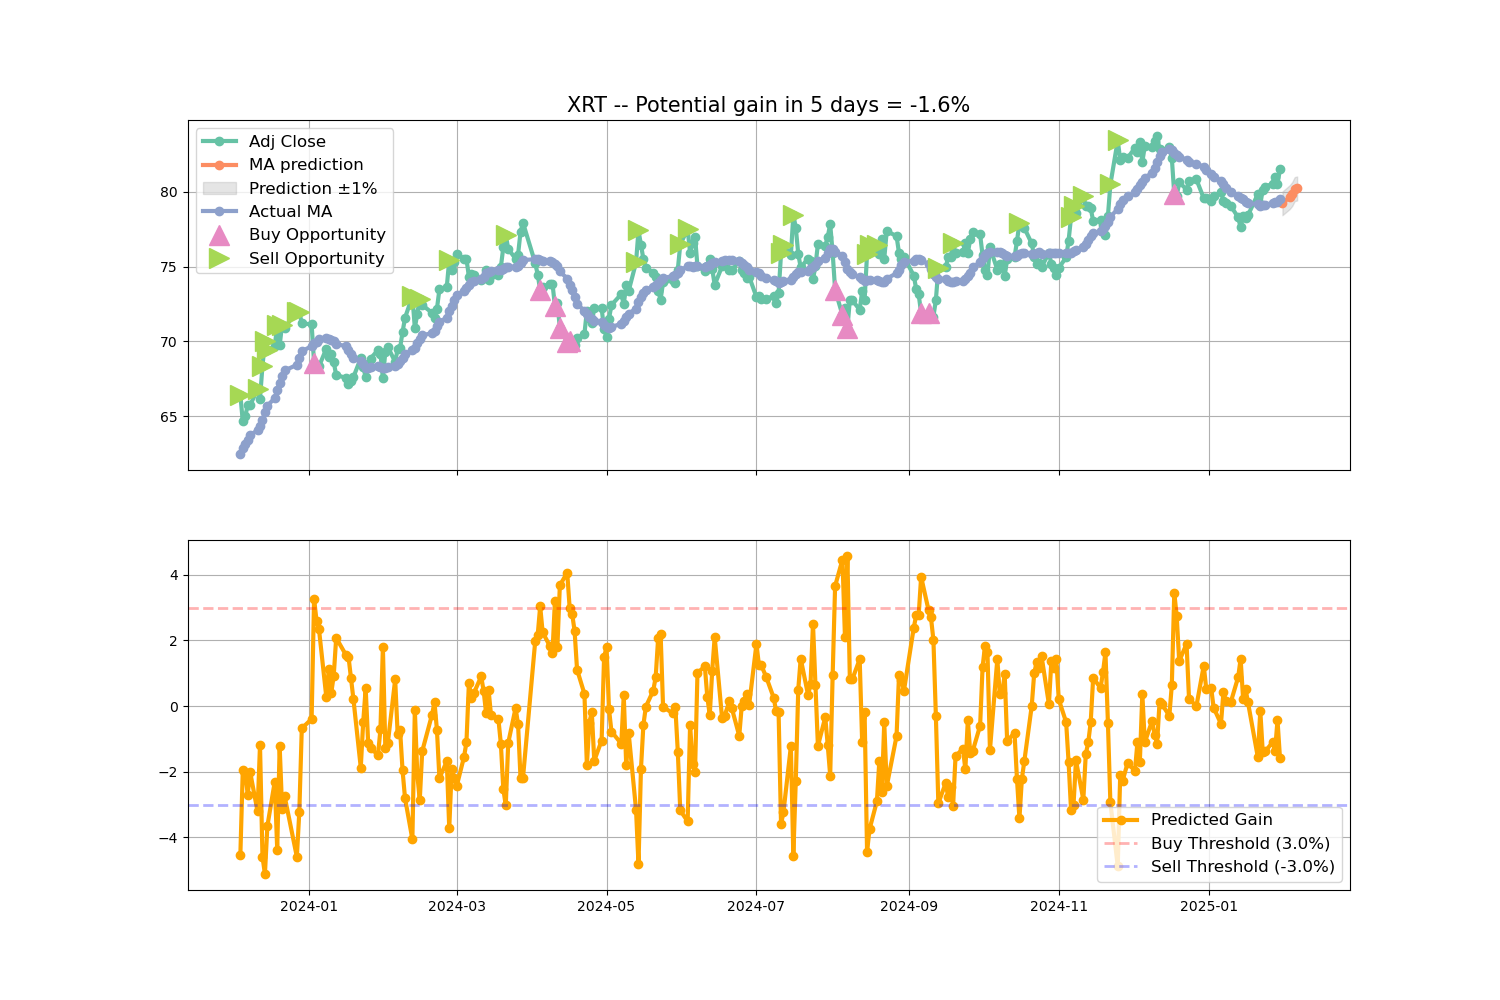 XRT -- Potential gain in 5 days = -1.6%
Adj Close
MA prediction
Prediction ±1%
Actual MA
Buy Opportunity
Sell Opportunity
80
75
70
65
4
2
0
−2
−4
Predicted Gain
Buy Threshold (3.0%)
Sell Threshold (-3.0%)
2024-01
2024-03
2024-05
2024-07
2024-09
2024-11
2025-01